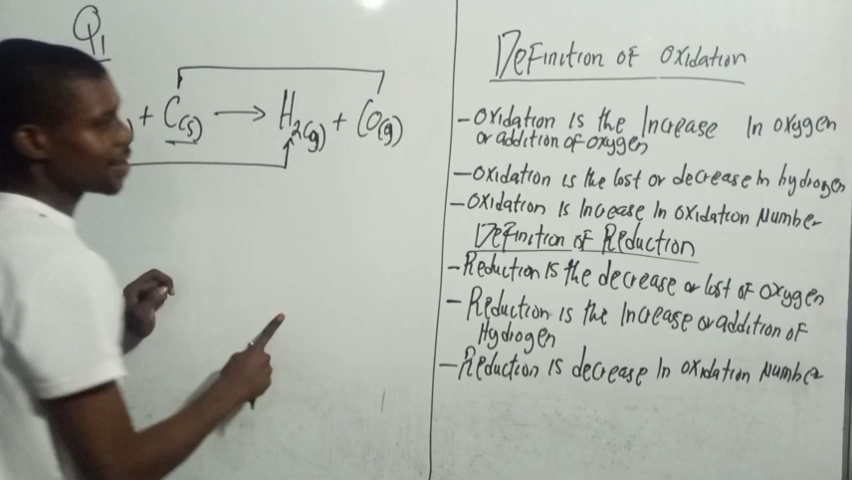 Q1
+ C(s) → H2(g) + CO(g)
Definition of Oxidation
- Oxidation is the Increase In oxygen
or addition of oxygen
- Oxidation is the lost or decrease In hydrogen
- Oxidation Is Increase In oxidation Number
Definition of Reduction
- Reduction Is the decrease or lost of oxygen
- Reduction is the Increase or addition of
Hydrogen
- Reduction is decrease In oxidation Number